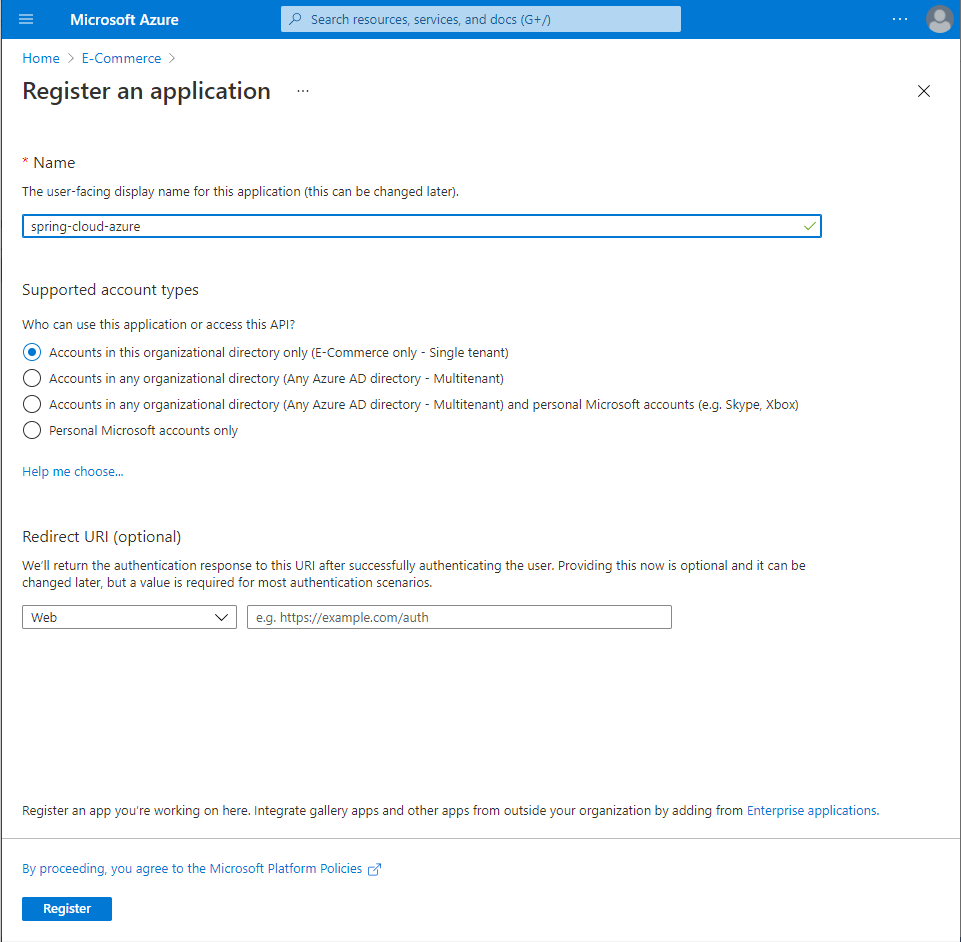 Microsoft Azure
Search resources, services, and docs (G+/)
...
Home > E-Commerce >
Register an application ...
* Name
The user-facing display name for this application (this can be changed later).
spring-cloud-azure
Supported account types
Who can use this application or access this API?
Accounts in this organizational directory only (E-Commerce only - Single tenant)
Accounts in any organizational directory (Any Azure AD directory - Multitenant)
Accounts in any organizational directory (Any Azure AD directory - Multitenant) and personal Microsoft accounts (e.g. Skype, Xbox)
Personal Microsoft accounts only
Help me choose...
Redirect URI (optional)
We'll return the authentication response to this URI after successfully authenticating the user. Providing this now is optional and it can be
changed later, but a value is required for most authentication scenarios.
Web
e.g. https://example.com/auth
Register an app you're working on here. Integrate gallery apps and other apps from outside your organization by adding from Enterprise applications.
By proceeding, you agree to the Microsoft Platform Policies
Register